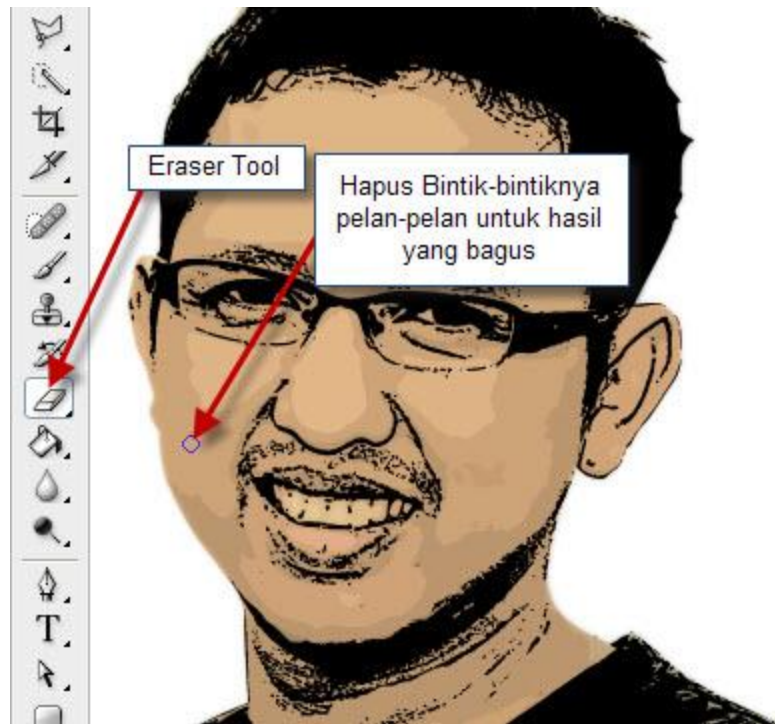 Eraser Tool
Hapus Bintik-bintiknya
pelan-pelan untuk hasil
yang bagus
T